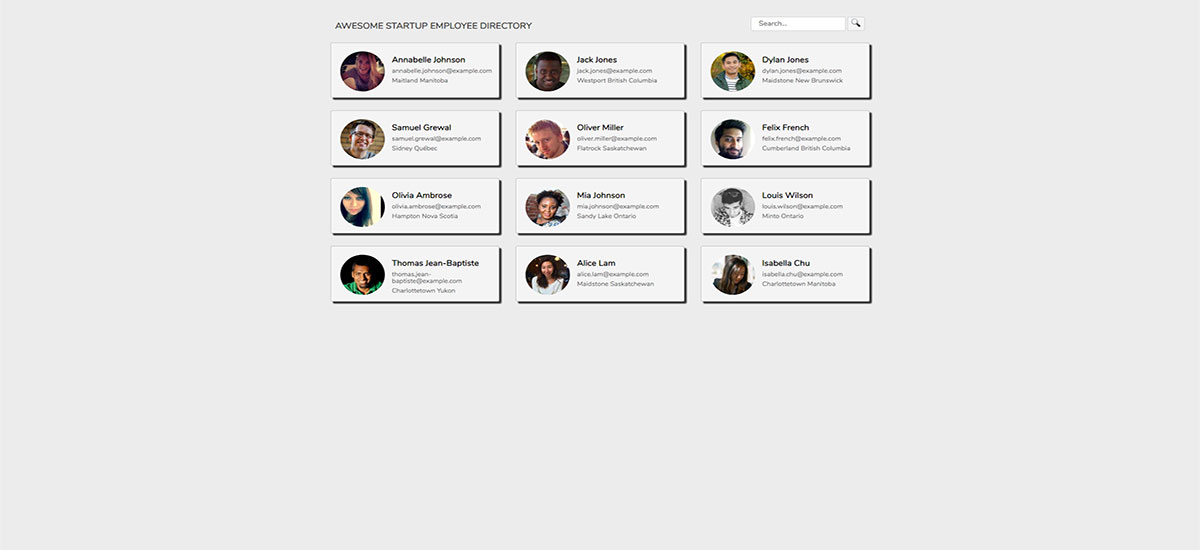 AWESOME STARTUP EMPLOYEE DIRECTORY
Search...
Annabelle Johnson
annabelle.johnson@example.com
Maitland Manitoba
Jack Jones
jack.jones@example.com
Westport British Columbia
Dylan Jones
dylan.jones@example.com
Maidstone New Brunswick
Samuel Grewal
samuel.grewal@example.com
Sidney Québec
Oliver Miller
oliver.miller@example.com
Flatrock Saskatchewan
Felix French
felix.french@example.com
Cumberland British Columbia
Olivia Ambrose
olivia.ambrose@example.com
Hampton Nova Scotia
Mia Johnson
mia.johnson@example.com
Sandy Lake Ontario
Louis Wilson
louis.wilson@example.com
Minto Ontario
Thomas Jean-Baptiste
thomas.jean-
baptiste@example.com
Charlottetown Yukon
Alice Lam
alice.lam@example.com
Maidstone Saskatchewan
Isabella Chu
isabella.chu@example.com
Charlottetown Manitoba